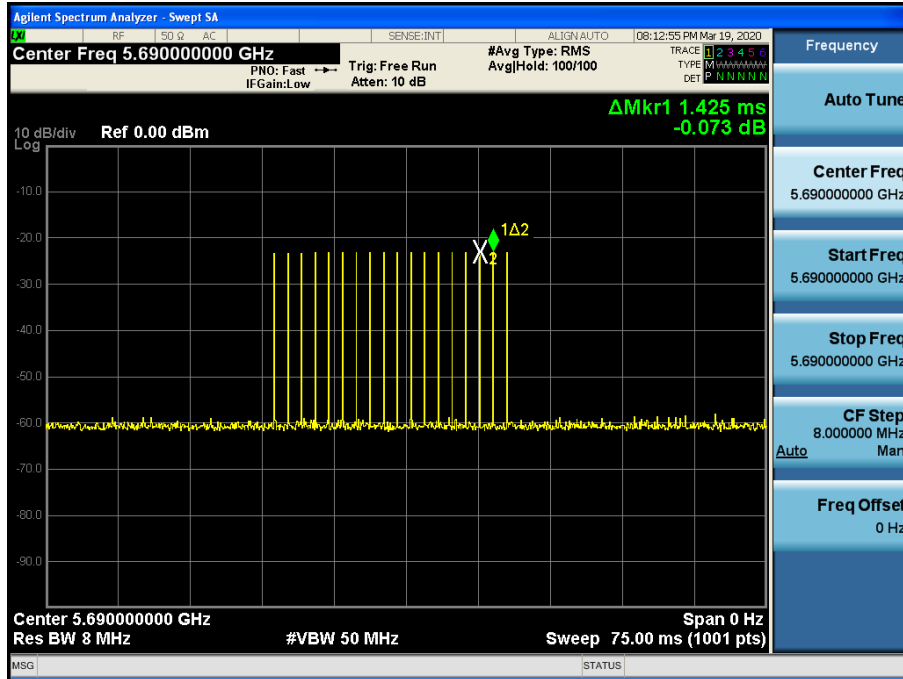 Agilent Spectrum Analyzer - Swept SA
LXI RF 50 Ω AC SENSE:INT ALIGN AUTO 08:12:55 PM Mar 19, 2020
Center Freq 5.690000000 GHz
PNO: Fast
IFGain:Low
Trig: Free Run
Atten: 10 dB
#Avg Type: RMS
Avg|Hold: 100/100
TRACE 1 2 3 4 5 6
TYPE M WWWWW
DET P N N N N N
ΔMkr1 1.425 ms
-0.073 dB
10 dB/div Ref 0.00 dBm
Log
-10.0
-20.0
-30.0
-40.0
-50.0
-60.0
-70.0
-80.0
-90.0
1Δ2
2
Center 5.690000000 GHz Span 0 Hz
Res BW 8 MHz #VBW 50 MHz Sweep 75.00 ms (1001 pts)
MSG STATUS
Frequency
Auto Tune
Center Freq
5.690000000 GHz
Start Freq
5.690000000 GHz
Stop Freq
5.690000000 GHz
CF Step
8.000000 MHz
Auto Man
Freq Offset
0 Hz